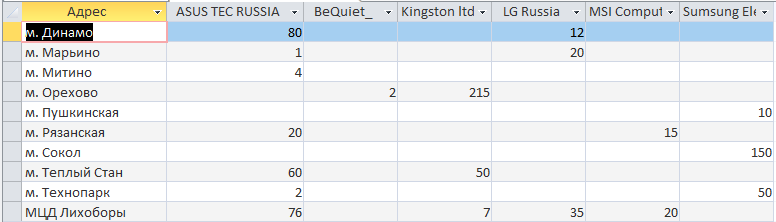 Адрес ASUS TEC RUSSIA BeQuiet_ Kingston ltd LG Russia MSI Comput Sumsung Ele
м. Динамо 80 12
м. Марьино 1 20
м. Митино 4
м. Орехово 2 215
м. Пушкинская 10
м. Рязанская 20 15
м. Сокол 150
м. Теплый Стан 60 50
м. Технопарк 2 50
МЦД Лихоборы 76 7 35 20